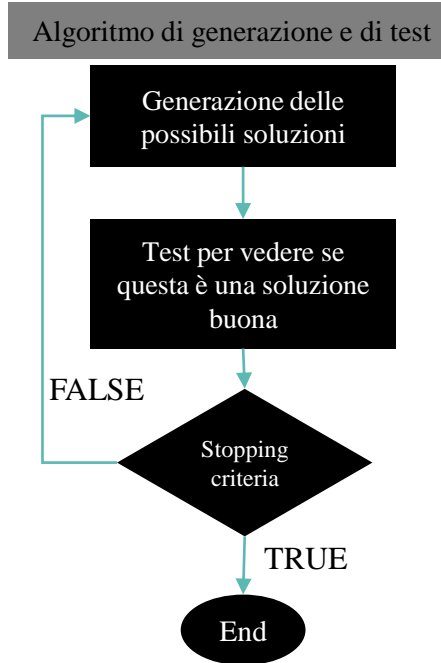 Algoritmo di generazione e di test
Generazione delle
possibili soluzioni
Test per vedere se
questa è una soluzione
buona
FALSE
Stopping
criteria
TRUE
End